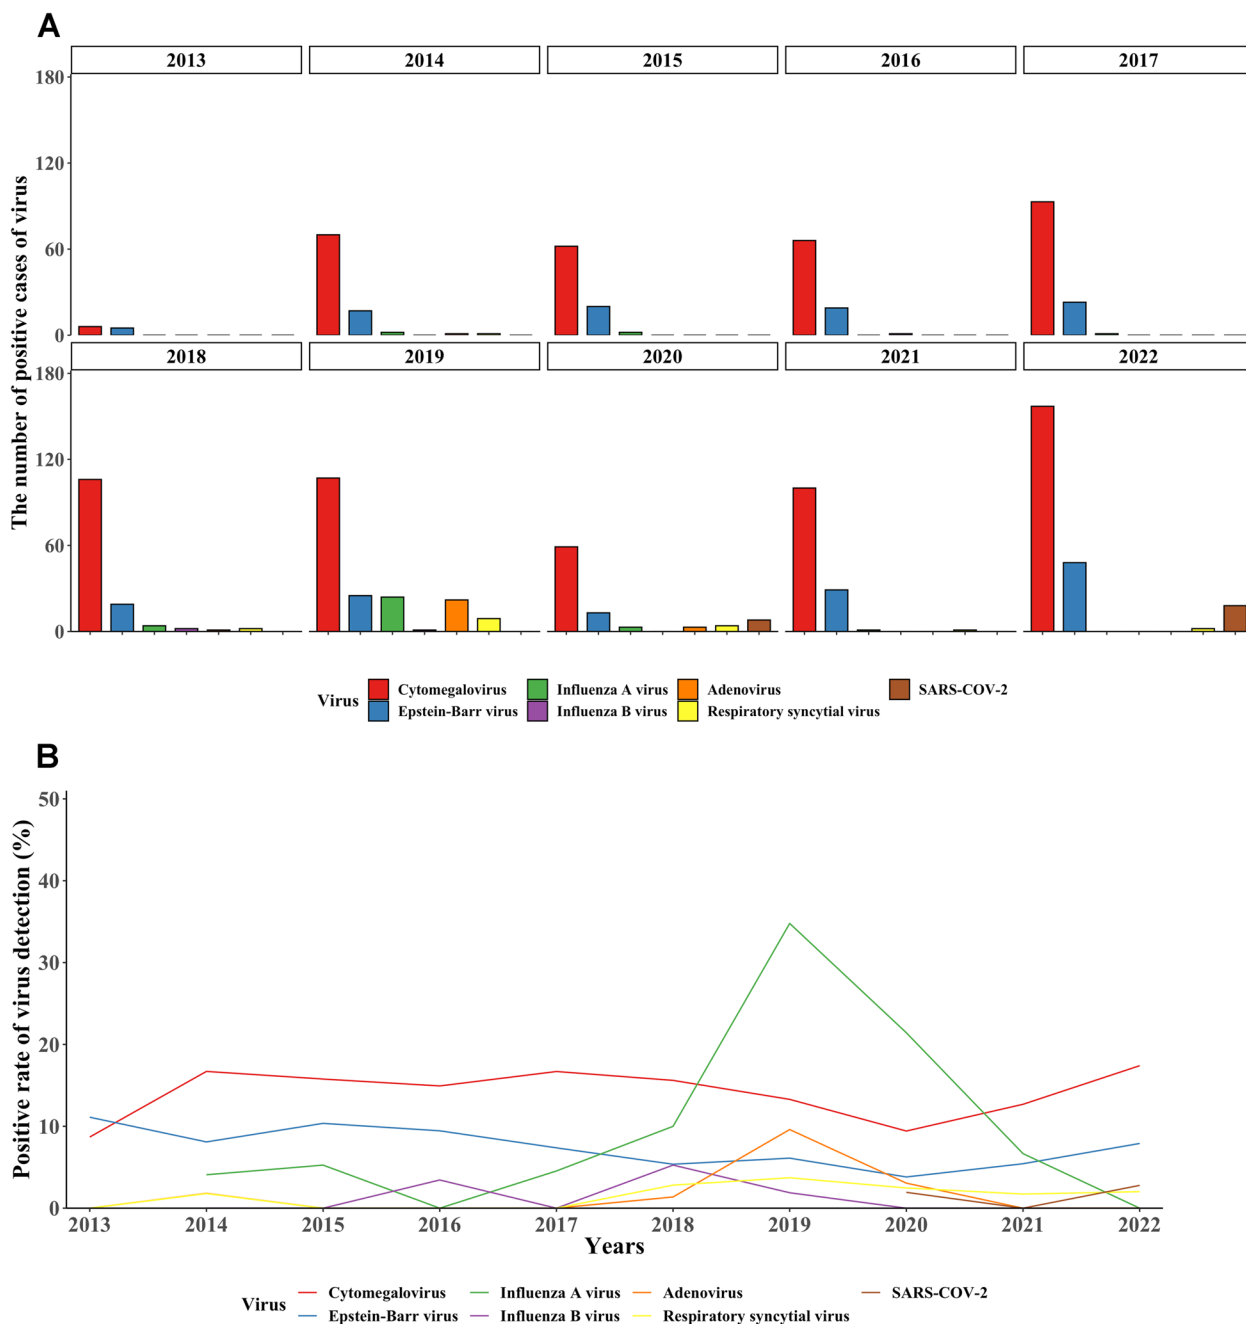 A
2013 2014 2015 2016 2017
180
120
60
0
2018 2019 2020 2021 2022
180
120
60
0
The number of positive cases of virus
Virus Cytomegalovirus Influenza A virus Adenovirus SARS-COV-2
Epstein-Barr virus Influenza B virus Respiratory syncytial virus
B
50
40
30
20
10
0
Positive rate of virus detection (%)
2013 2014 2015 2016 2017 2018 2019 2020 2021 2022
Years
Virus Cytomegalovirus Influenza A virus Adenovirus SARS-COV-2
Epstein-Barr virus Influenza B virus Respiratory syncytial virus